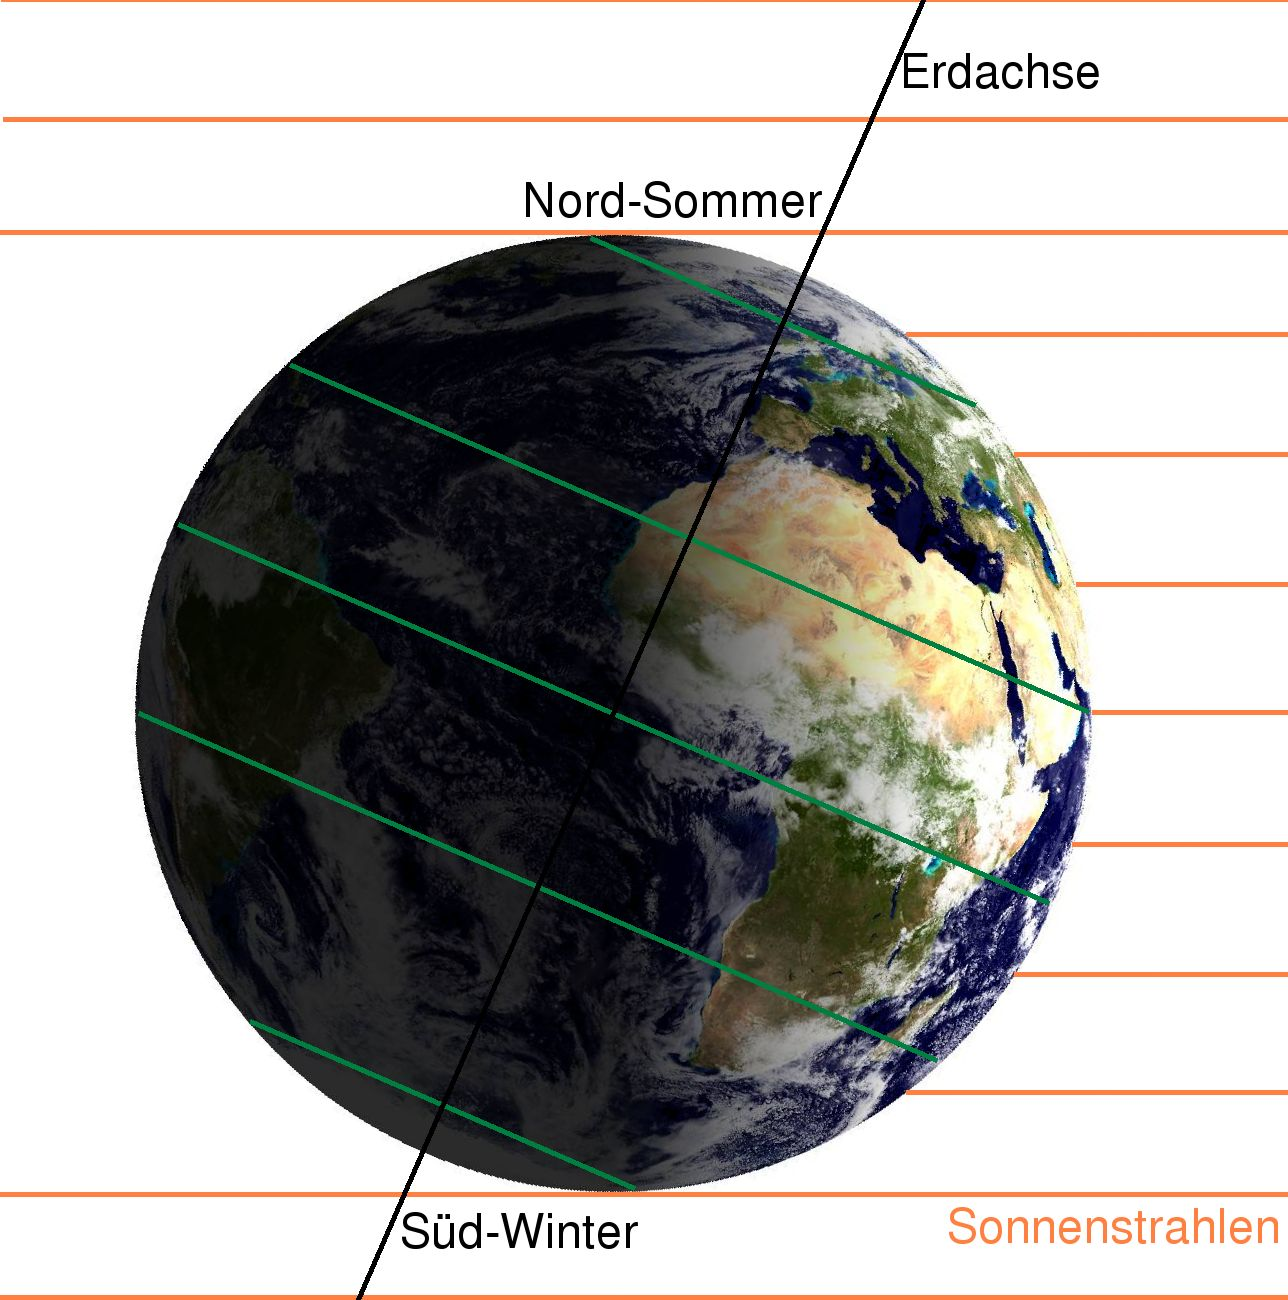 Erdachse
Nord-Sommer
Süd-Winter
Sonnenstrahlen